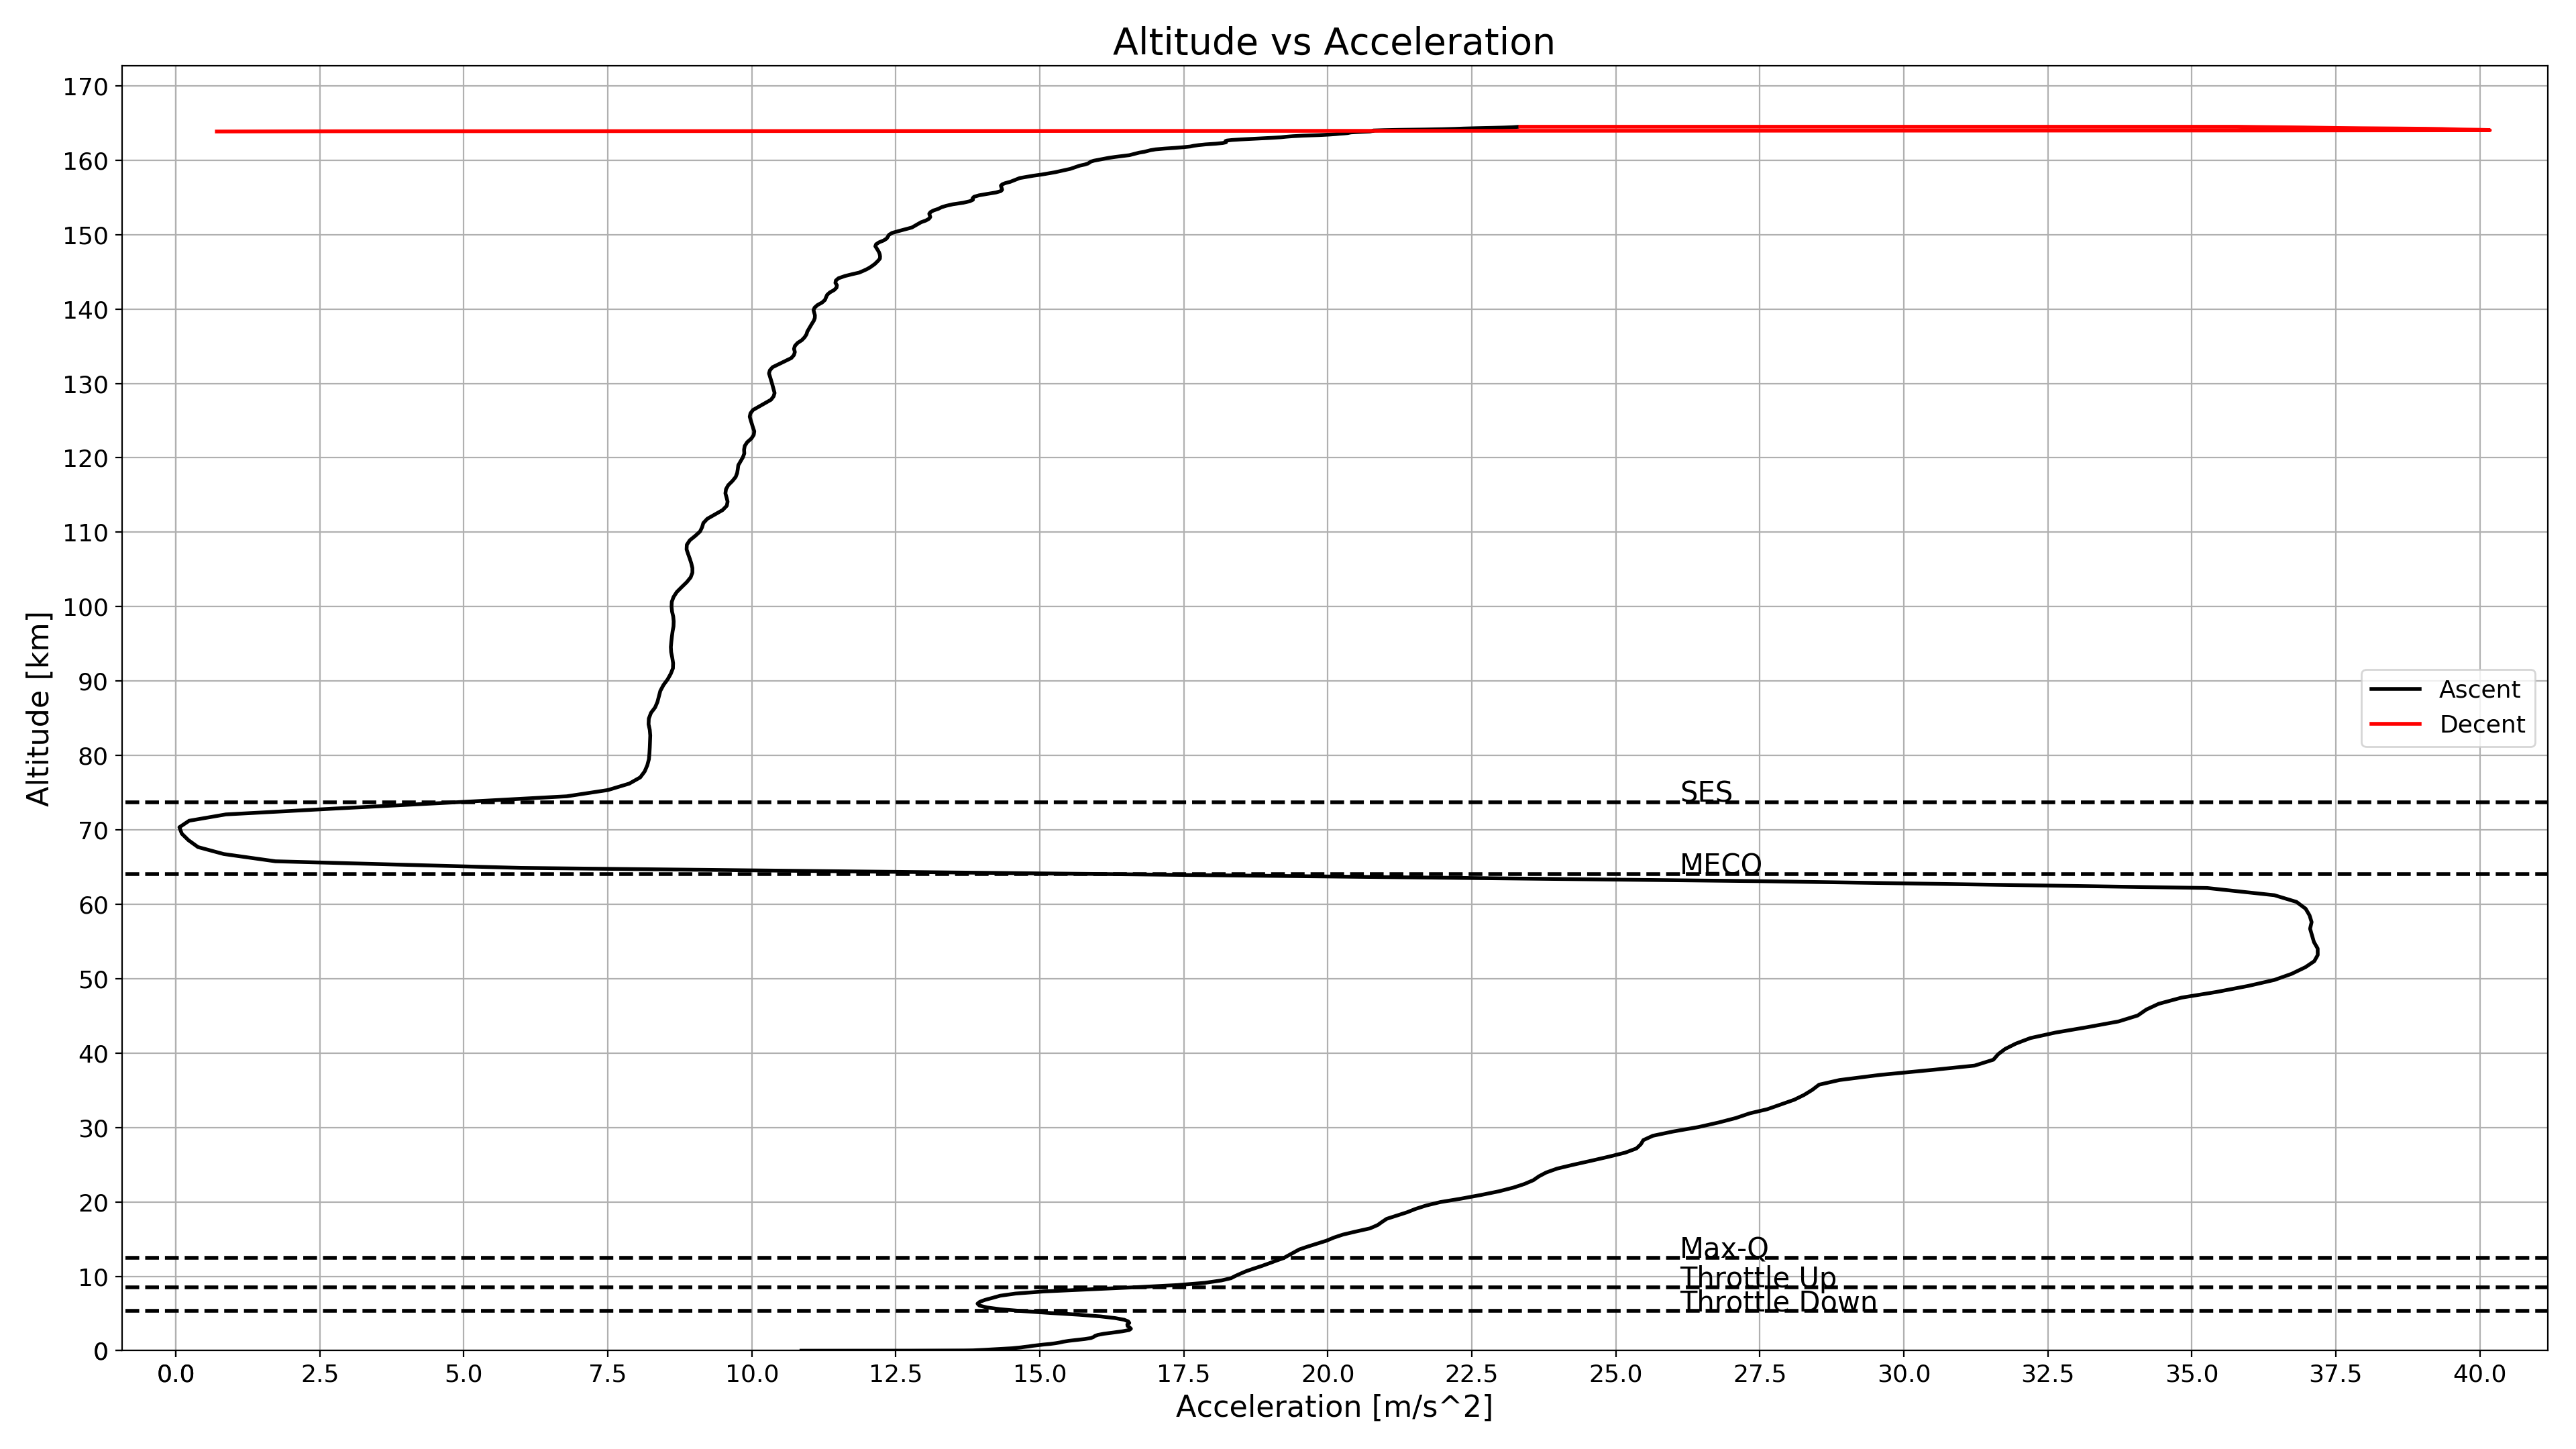 Altitude vs Acceleration
Altitude [km]
170
160
150
140
130
120
110
100
90
80
70
60
50
40
30
20
10
0
Ascent
Decent
SES
MECO
Max-Q
Throttle Up
Throttle Down
0.0 2.5 5.0 7.5 10.0 12.5 15.0 17.5 20.0 22.5 25.0 27.5 30.0 32.5 35.0 37.5 40.0
Acceleration [m/s^2]